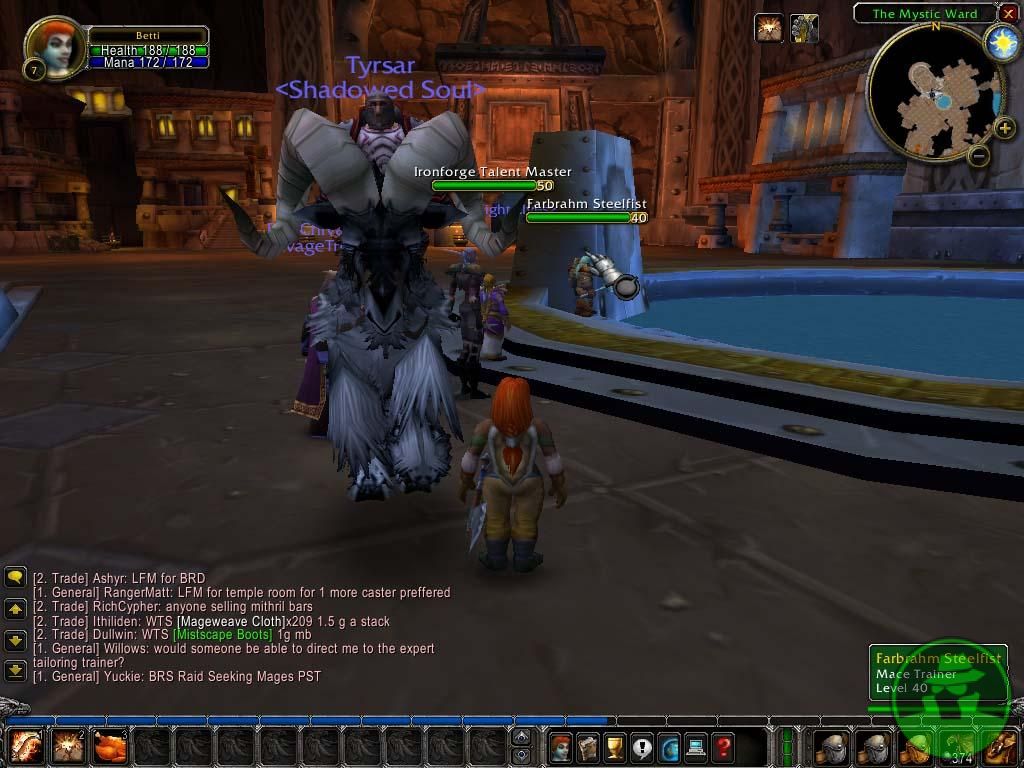 Betti
Health 188 / 188
Mana 172 / 172
7
The Mystic Ward
N
Tyrsar
<Shadowed Soul>
Ironforge Talent Master
50
Farbrahm Steelfist
40
[2. Trade] Ashyr: LFM for BRD
[1. General] RangerMatt: LFM for temple room for 1 more caster preffered
[2. Trade] RichCypher: anyone selling mithril bars
[2. Trade] Ithiliden: WTS [Mageweave Cloth]x209 1.5 g a stack
[2. Trade] Dullwin: WTS [Mistscape Boots] 1g mb
[1. General] Willows: would someone be able to direct me to the expert
tailoring trainer?
[1. General] Yuckie: BRS Raid Seeking Mages PST
Farbrahm Steelfist
Mace Trainer
Level 40
2
3
374